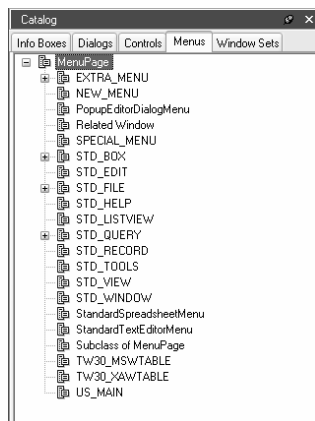 Catalog
Info Boxes Dialogs Controls Menus Window Sets
MenuPage
EXTRA_MENU
NEW_MENU
PopupEditorDialogMenu
Related Window
SPECIAL_MENU
STD_BOX
STD_EDIT
STD_FILE
STD_HELP
STD_LISTVIEW
STD_QUERY
STD_RECORD
STD_TOOLS
STD_VIEW
STD_WINDOW
StandardSpreadsheetMenu
StandardTextEditorMenu
Subclass of MenuPage
TW30_MSWTABLE
TW30_XAWTABLE
US_MAIN